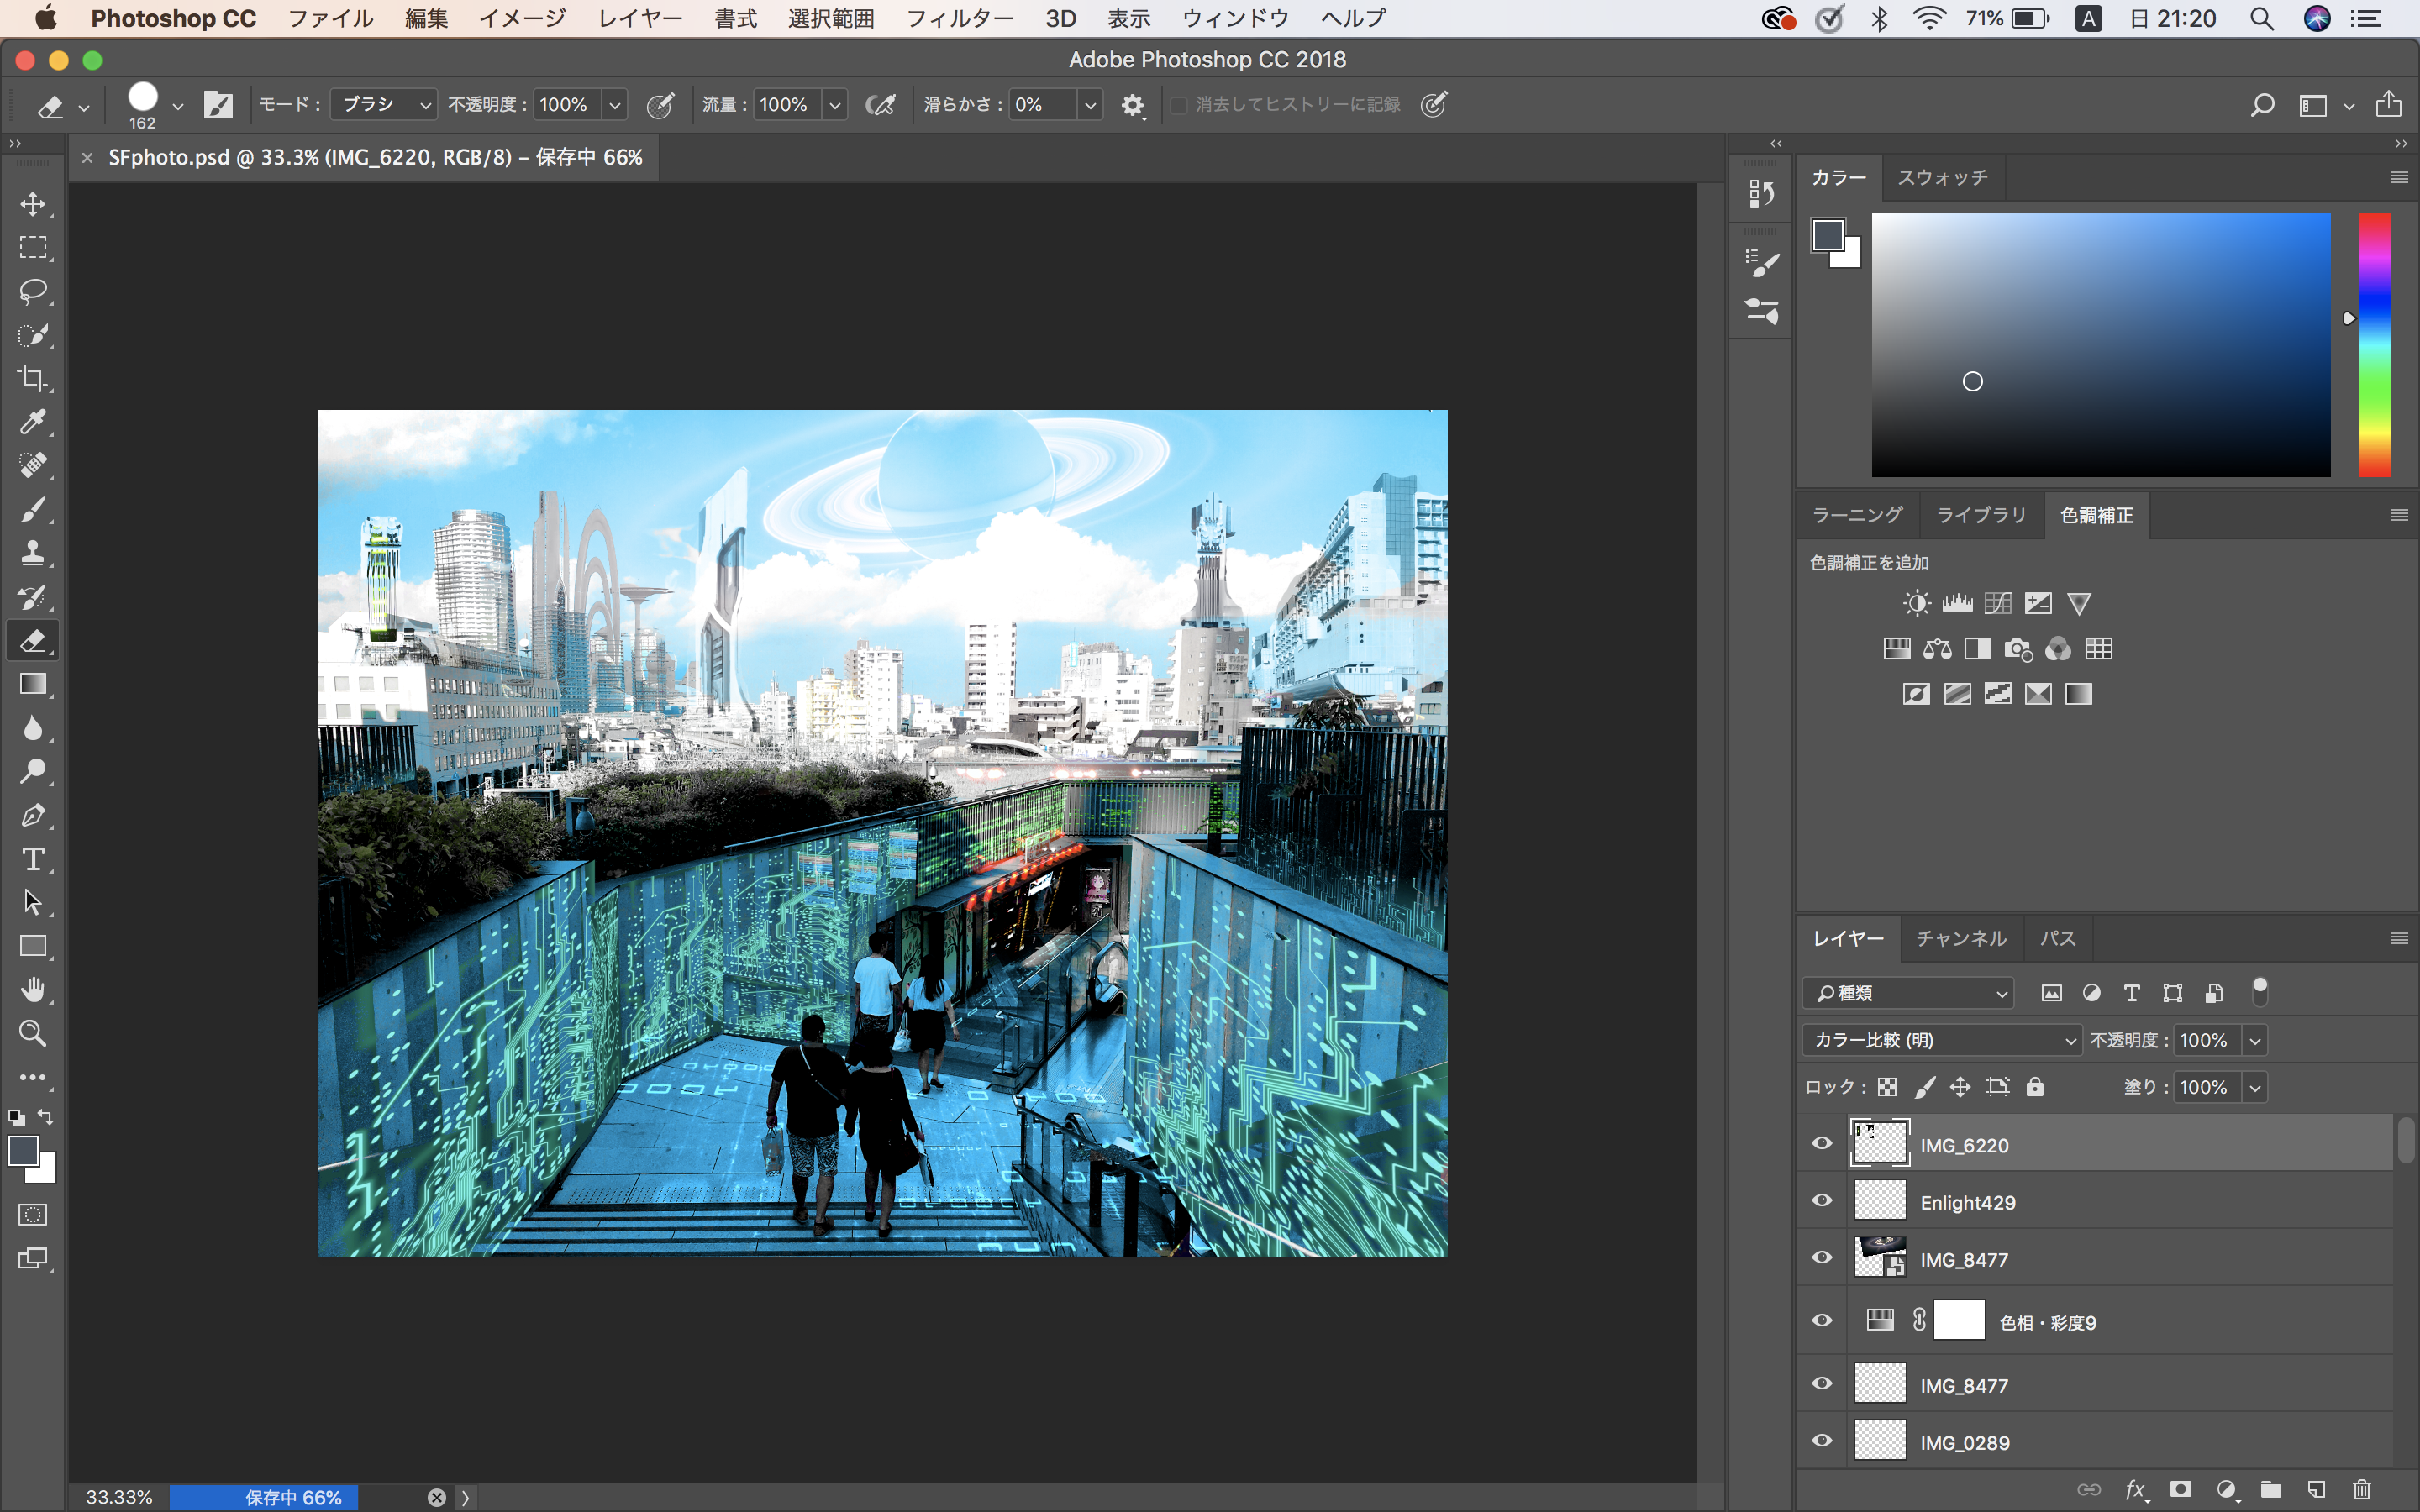 Photoshop CC ファイル 編集 イメージ レイヤー 書式 選択範囲 フィルター 3D 表示 ウィンドウ ヘルプ 71% A 日 21:20
Adobe Photoshop CC 2018
162 モード : ブラシ 不透明度 : 100% 流量 : 100% 滑らかさ : 0% 消去してヒストリーに記録
× SFphoto.psd @ 33.3% (IMG_6220, RGB/8) – 保存中 66%
カラー スウォッチ
ラーニング ライブラリ 色調補正
色調補正を追加
レイヤー チャンネル パス
種類
カラー比較 (明) 不透明度 : 100%
ロック : 塗り : 100%
IMG_6220
Enlight429
IMG_8477
色相・彩度9
IMG_8477
IMG_0289
fx
33.33% 保存中 66%